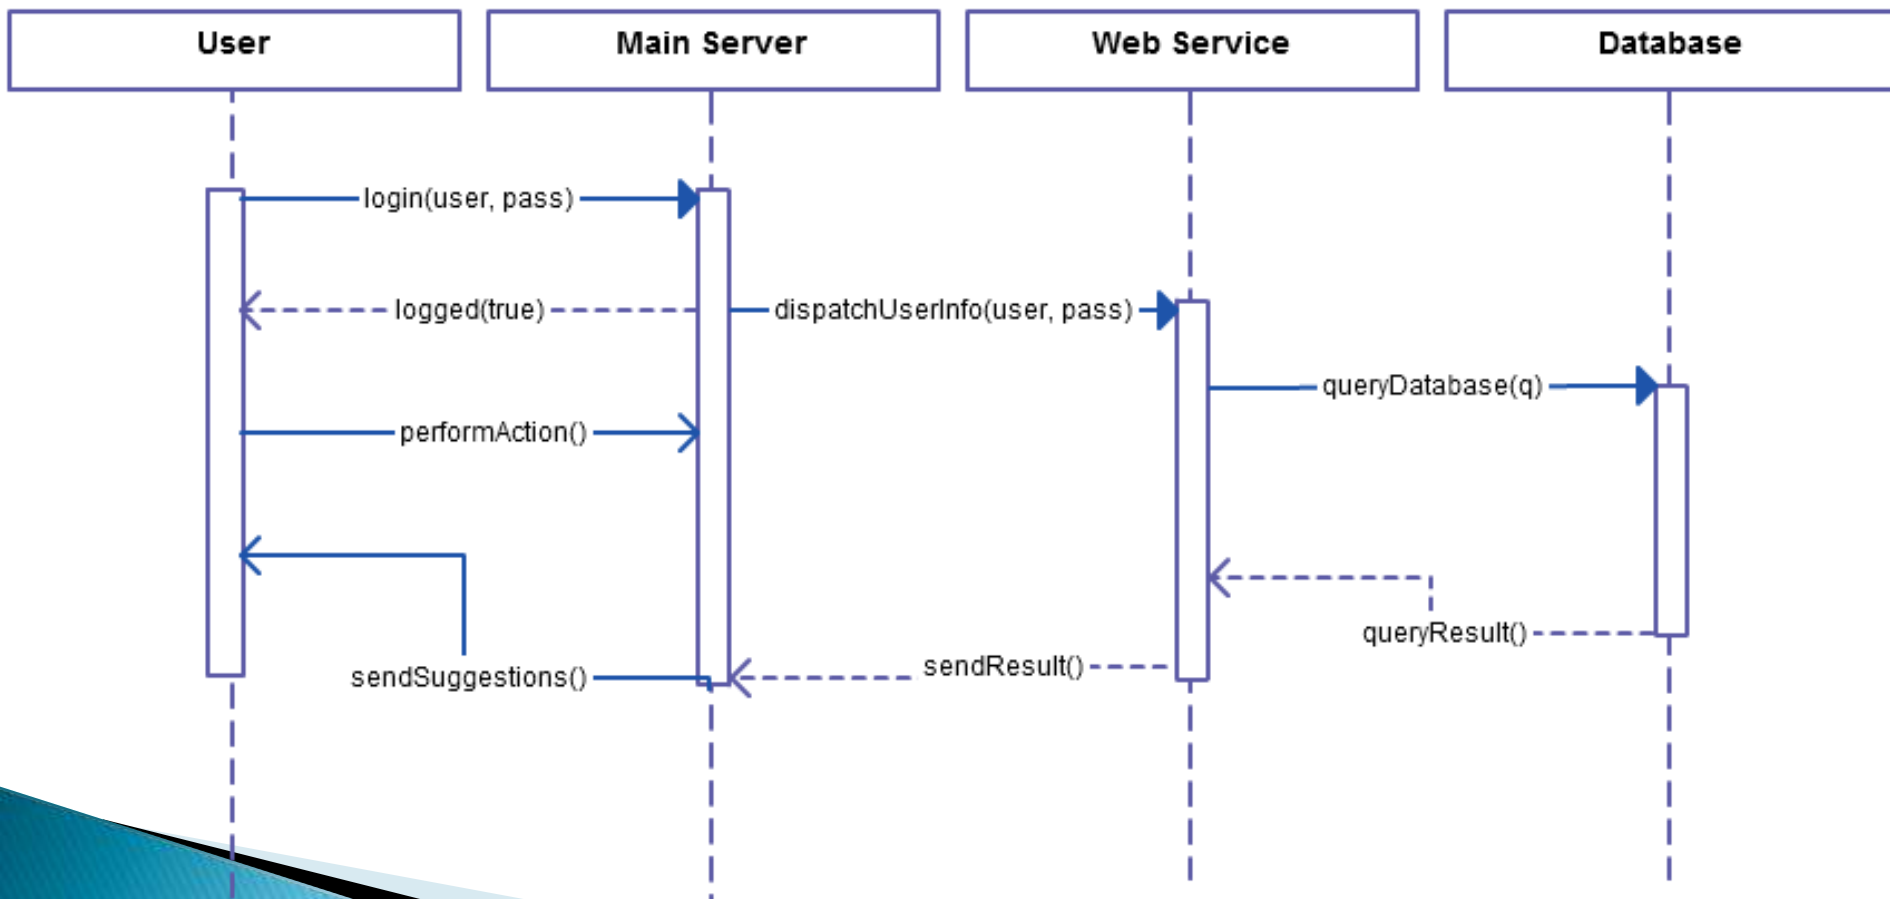 User
Main Server
Web Service
Database
login(user, pass)
logged(true)
dispatchUserInfo(user, pass)
queryDatabase(q)
performAction()
queryResult()
sendResult()
sendSuggestions()